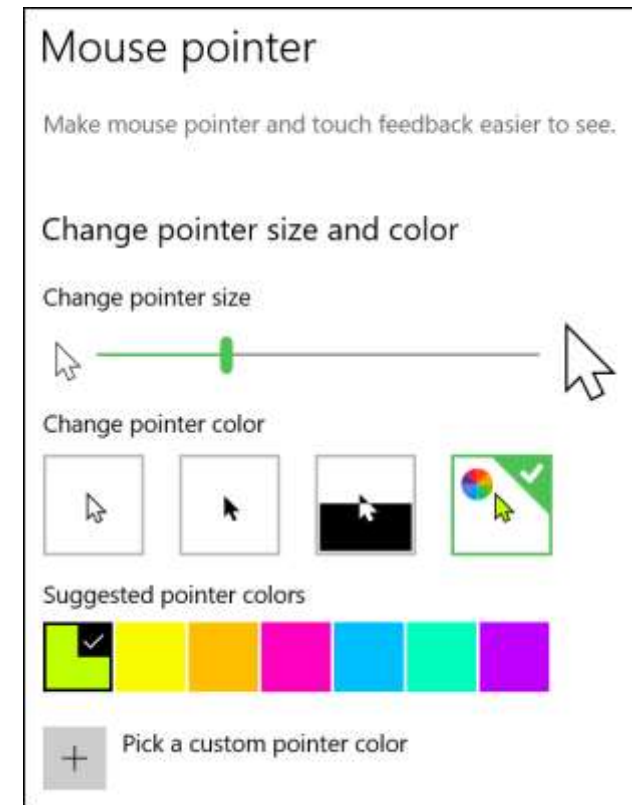 Mouse pointer
Make mouse pointer and touch feedback easier to see.
Change pointer size and color
Change pointer size
Change pointer color
Suggested pointer colors
Pick a custom pointer color